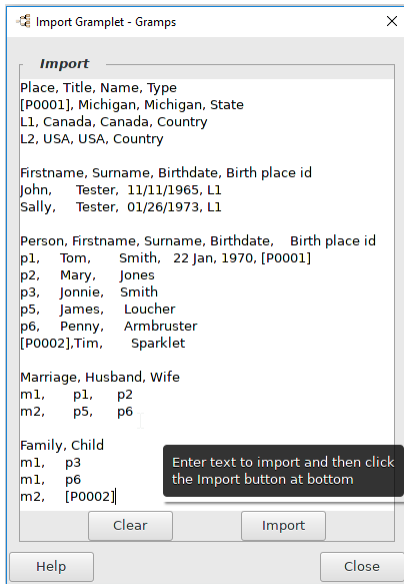 Import Gramplet - Gramps
Import
Place, Title, Name, Type
[P0001], Michigan, Michigan, State
L1, Canada, Canada, Country
L2, USA, USA, Country
Firstname, Surname, Birthdate, Birth place id
John, Tester, 11/11/1965, L1
Sally, Tester, 01/26/1973, L1
Person, Firstname, Surname, Birthdate, Birth place id
p1, Tom, Smith, 22 Jan, 1970, [P0001]
p2, Mary, Jones
p3, Jonnie, Smith
p5, James, Loucher
p6, Penny, Armbruster
[P0002],Tim, Sparklet
Marriage, Husband, Wife
m1, p1, p2
m2, p5, p6
Family, Child
m1, p3
m1, p6
m2, [P0002]
Enter text to import and then click
the Import button at bottom
Clear
Import
Help
Close